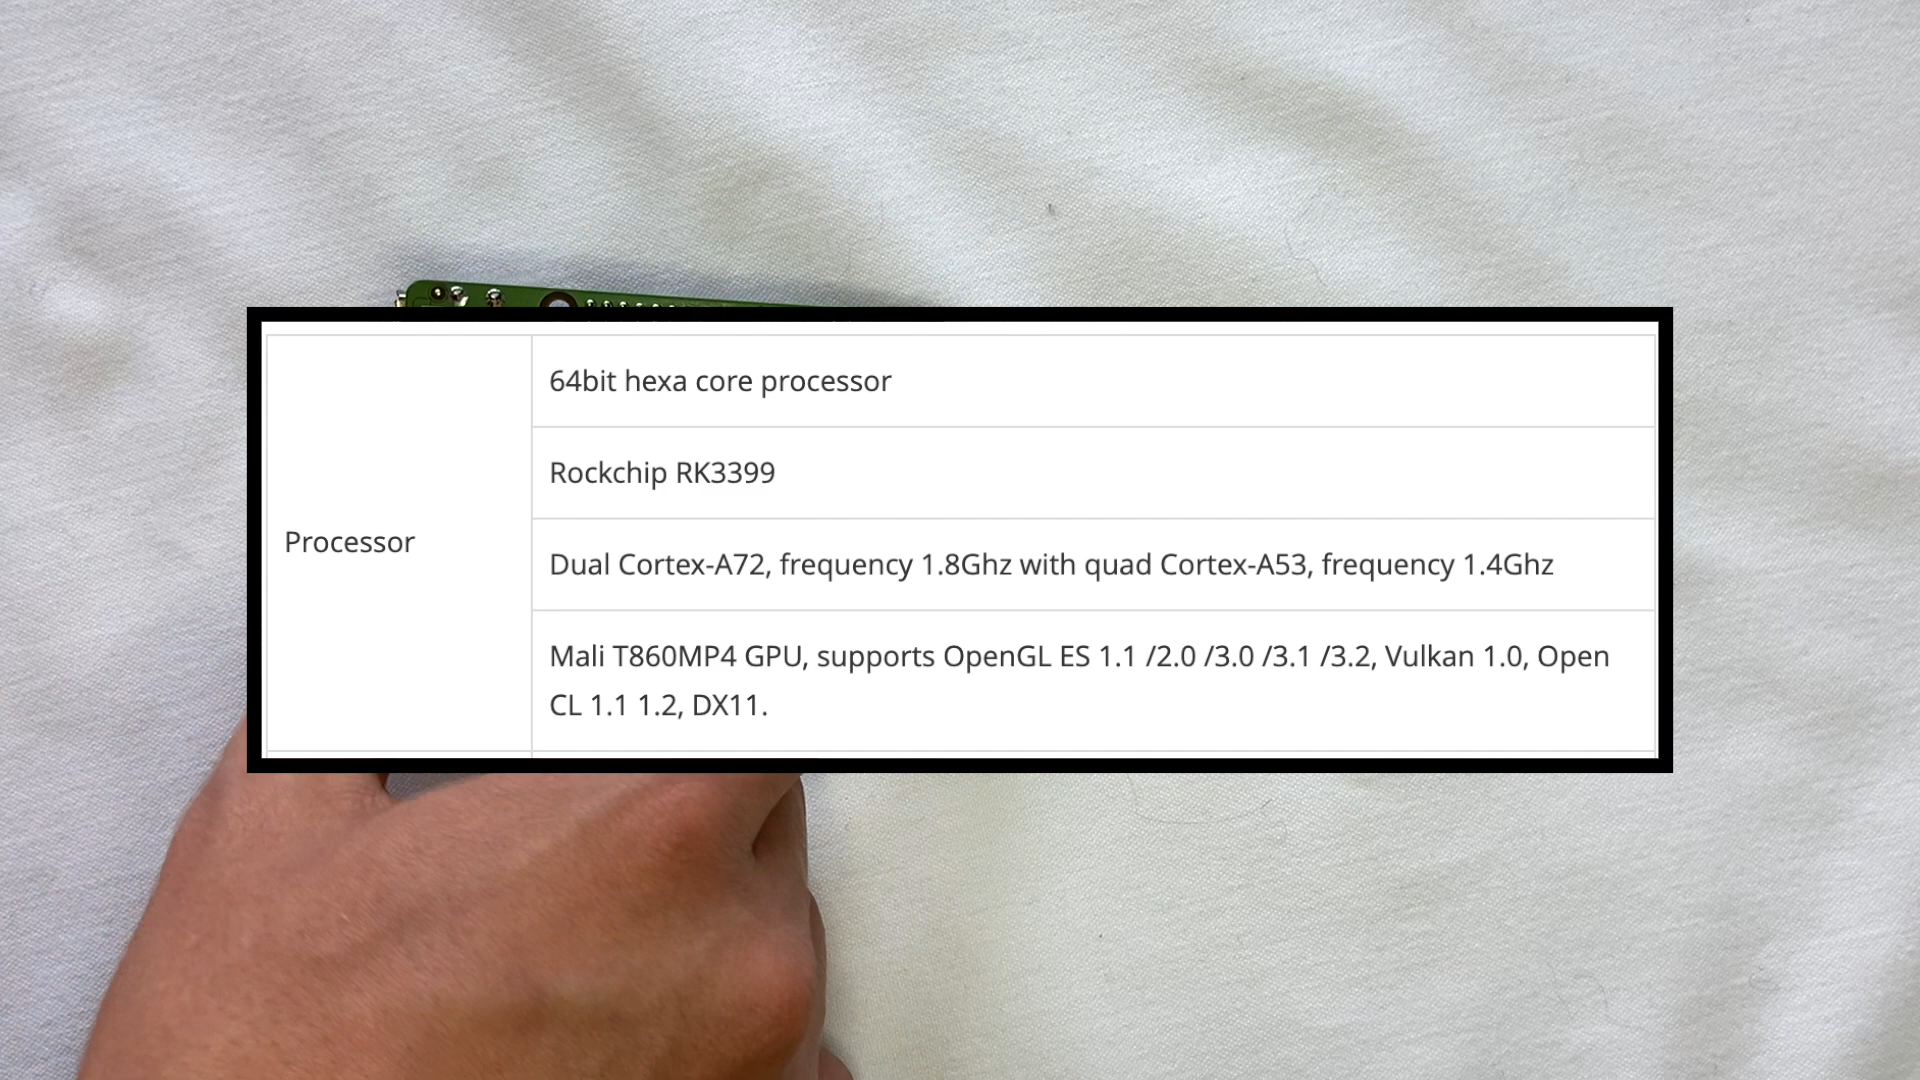 64bit hexa core processor
Rockchip RK3399
Processor
Dual Cortex-A72, frequency 1.8Ghz with quad Cortex-A53, frequency 1.4Ghz
Mali T860MP4 GPU, supports OpenGL ES 1.1 /2.0 /3.0 /3.1 /3.2, Vulkan 1.0, Open
CL 1.1 1.2, DX11.